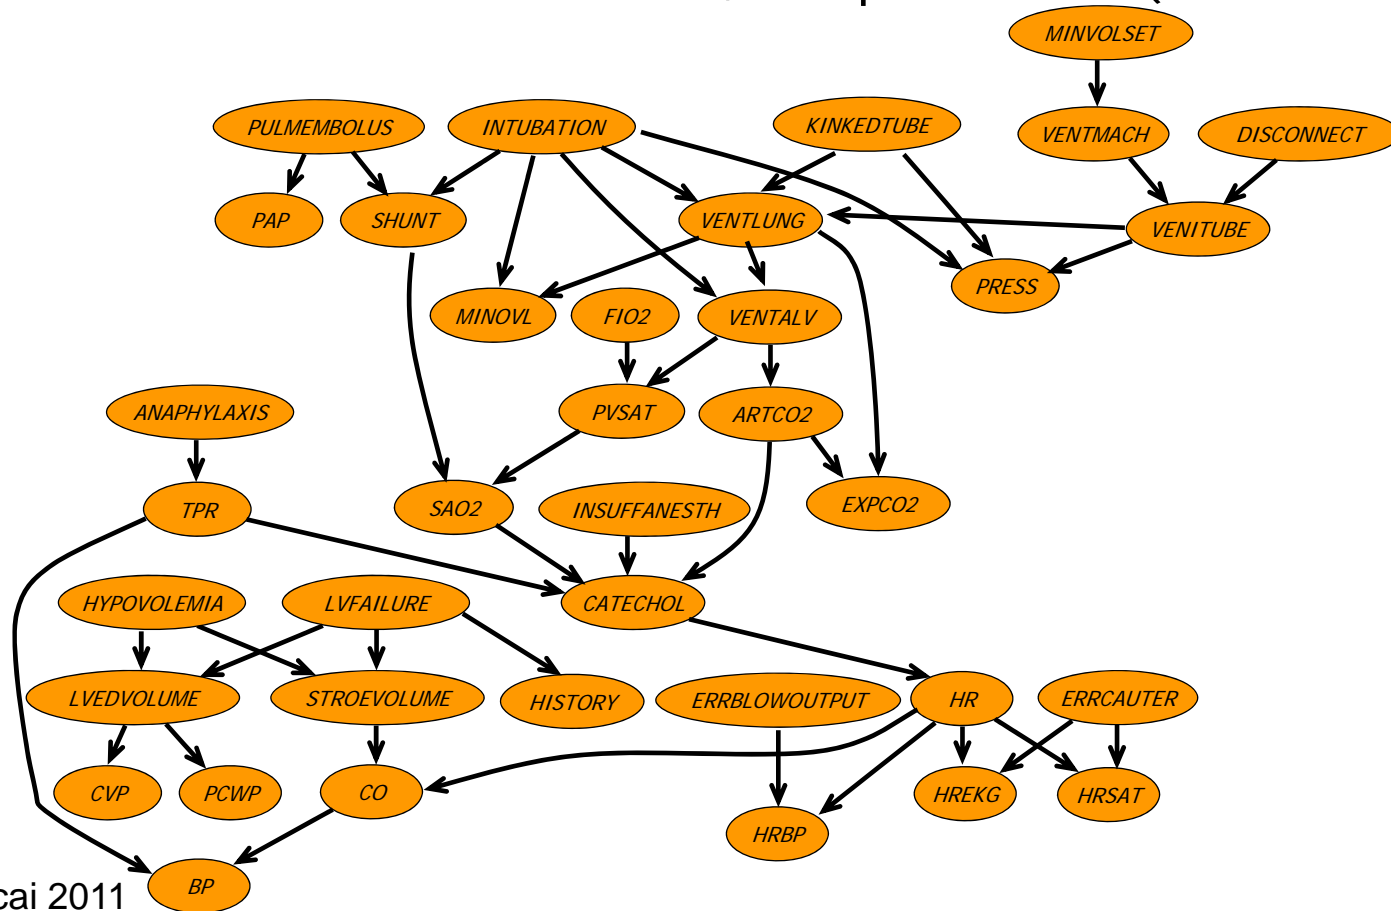 MINVOLSET
PULMEMBOLUS
INTUBATION
KINKEDTUBE
VENTMACH
DISCONNECT
PAP
SHUNT
VENTLUNG
VENITUBE
PRESS
MINOVL
FIO2
VENTALV
ANAPHYLAXIS
PVSAT
ARTCO2
TPR
SAO2
INSUFFANESTH
EXPCO2
HYPOVOLEMIA
LVFAILURE
CATECHOL
LVEDVOLUME
STROEVOLUME
HISTORY
ERRBLOWOUTPUT
HR
ERRCAUTER
CVP
PCWP
CO
HREKG
HRSAT
HRBP
BP
cai 2011